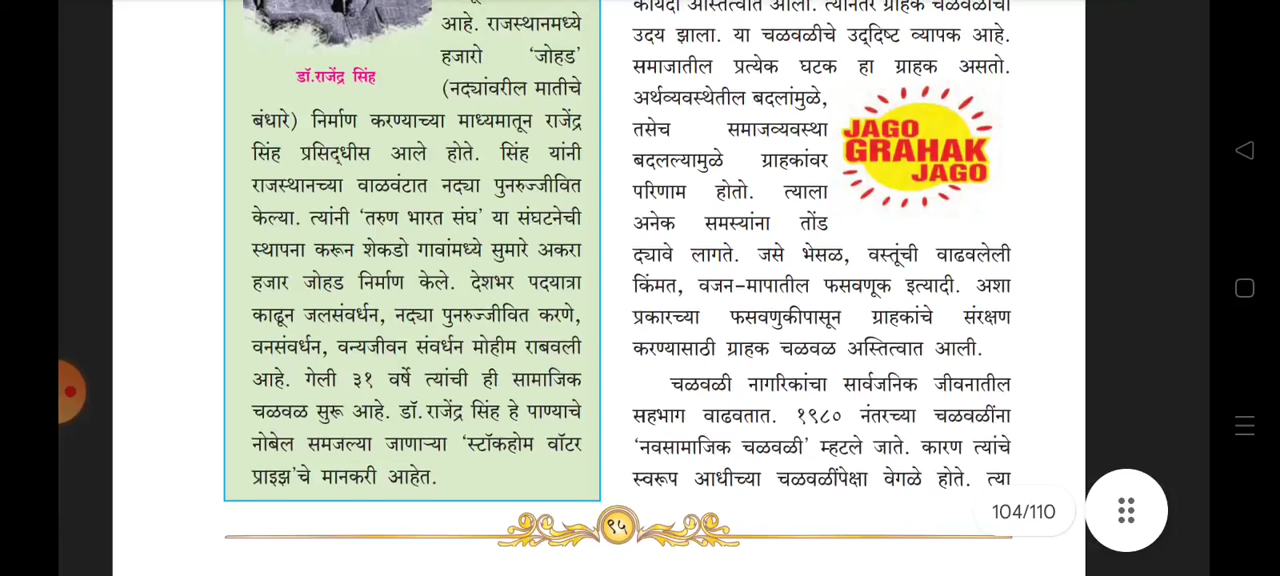 आहे. राजस्थानमध्ये
हजारो ‘जोहड’
(नद्यांवरील मातीचे
डॉ.राजेंद्र सिंह
बंधारे) निर्माण करण्याच्या माध्यमातून राजेंद्र
सिंह प्रसिद्धीस आले होते. सिंह यांनी
राजस्थानच्या वाळवंटात नद्या पुनरुज्जीवित
केल्या. त्यांनी ‘तरुण भारत संघ’ या संघटनेची
स्थापना करून शेकडो गावांमध्ये सुमारे अकरा
हजार जोहड निर्माण केले. देशभर पदयात्रा
काढून जलसंवर्धन, नद्या पुनरुज्जीवित करणे,
वनसंवर्धन, वन्यजीवन संवर्धन मोहीम राबवली
आहे. गेली ३१ वर्षे त्यांची ही सामाजिक
चळवळ सुरू आहे. डॉ.राजेंद्र सिंह हे पाण्याचे
नोबेल समजल्या जाणाऱ्या ‘स्टॉकहोम वॉटर
प्राइझ’चे मानकरी आहेत.
कायदा अस्तित्वात आला. त्यानंतर ग्राहक चळवळीचा
उदय झाला. या चळवळीचे उद्दिष्ट व्यापक आहे.
समाजातील प्रत्येक घटक हा ग्राहक असतो.
अर्थव्यवस्थेतील बदलांमुळे,
तसेच समाजव्यवस्था
बदलल्यामुळे ग्राहकांवर
परिणाम होतो. त्याला
अनेक समस्यांना तोंड
JAGO
GRAHAK
JAGO
द्यावे लागते. जसे भेसळ, वस्तूंची वाढवलेली
किंमत, वजन-मापातील फसवणूक इत्यादी. अशा
प्रकारच्या फसवणुकीपासून ग्राहकांचे संरक्षण
करण्यासाठी ग्राहक चळवळ अस्तित्वात आली.
चळवळी नागरिकांचा सार्वजनिक जीवनातील
सहभाग वाढवतात. १९८० नंतरच्या चळवळींना
‘नवसामाजिक चळवळी’ म्हटले जाते. कारण त्यांचे
स्वरूप आधीच्या चळवळींपेक्षा वेगळे होते. त्या
९५
104/110